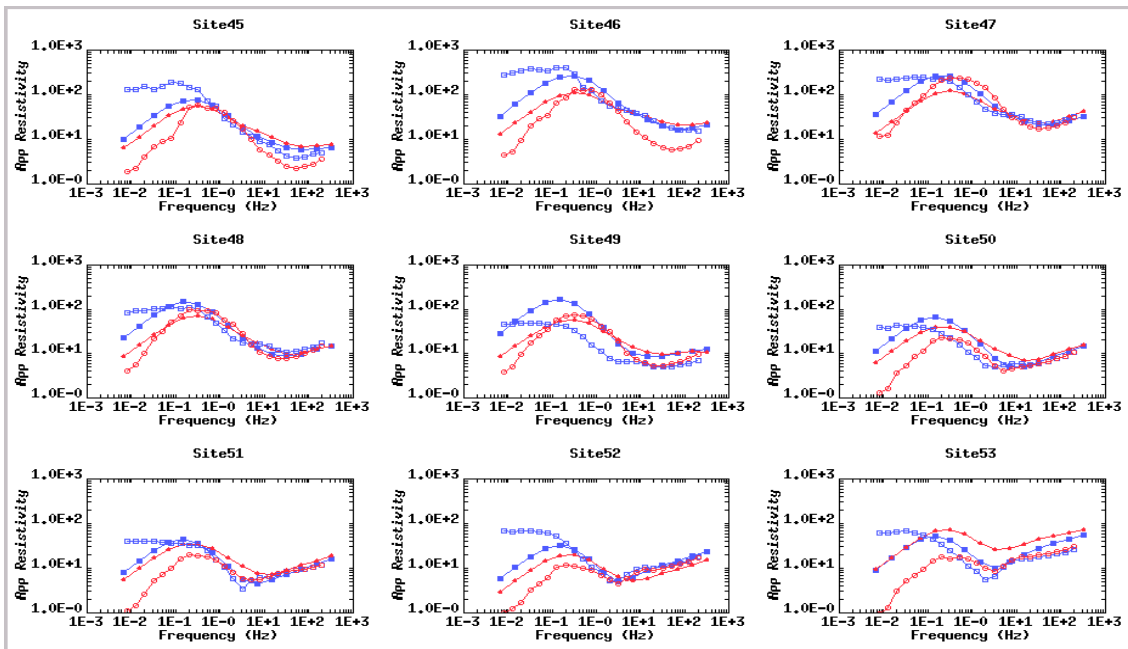 Site45
Site46
Site47
1.0E+3
1.0E+2
1.0E+1
1.0E-0
App Resistivity
1E-3 1E-2 1E-1 1E+0 1E+1 1E+2 1E+3
Frequency (Hz)
1.0E+3
1.0E+2
1.0E+1
1.0E-0
App Resistivity
1E-3 1E-2 1E-1 1E+0 1E+1 1E+2 1E+3
Frequency (Hz)
1.0E+3
1.0E+2
1.0E+1
1.0E-0
App Resistivity
1E-3 1E-2 1E-1 1E+0 1E+1 1E+2 1E+3
Frequency (Hz)
Site48
Site49
Site50
1.0E+3
1.0E+2
1.0E+1
1.0E-0
App Resistivity
1E-3 1E-2 1E-1 1E+0 1E+1 1E+2 1E+3
Frequency (Hz)
1.0E+3
1.0E+2
1.0E+1
1.0E-0
App Resistivity
1E-3 1E-2 1E-1 1E+0 1E+1 1E+2 1E+3
Frequency (Hz)
1.0E+3
1.0E+2
1.0E+1
1.0E-0
App Resistivity
1E-3 1E-2 1E-1 1E+0 1E+1 1E+2 1E+3
Frequency (Hz)
Site51
Site52
Site53
1.0E+3
1.0E+2
1.0E+1
1.0E-0
App Resistivity
1E-3 1E-2 1E-1 1E+0 1E+1 1E+2 1E+3
Frequency (Hz)
1.0E+3
1.0E+2
1.0E+1
1.0E-0
App Resistivity
1E-3 1E-2 1E-1 1E+0 1E+1 1E+2 1E+3
Frequency (Hz)
1.0E+3
1.0E+2
1.0E+1
1.0E-0
App Resistivity
1E-3 1E-2 1E-1 1E+0 1E+1 1E+2 1E+3
Frequency (Hz)